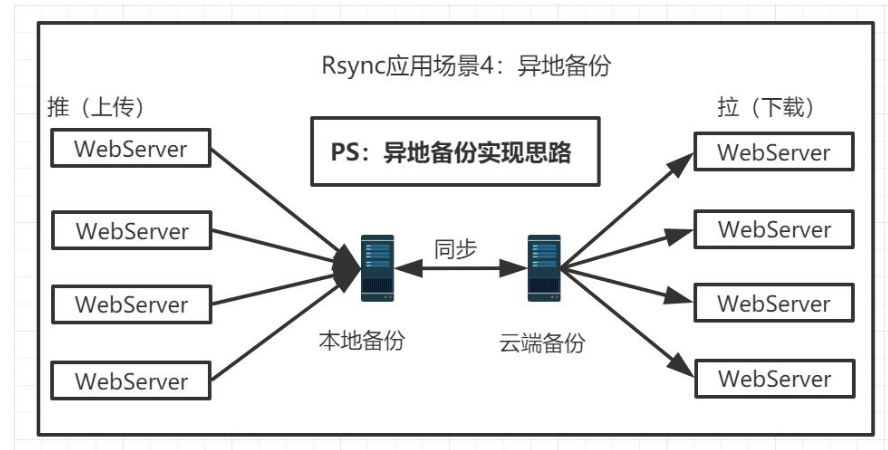 Rsync应用场景4：异地备份
推（上传）
拉（下载）
PS：异地备份实现思路
WebServer
WebServer
WebServer
WebServer
同步
本地备份
云端备份
WebServer
WebServer
WebServer
WebServer